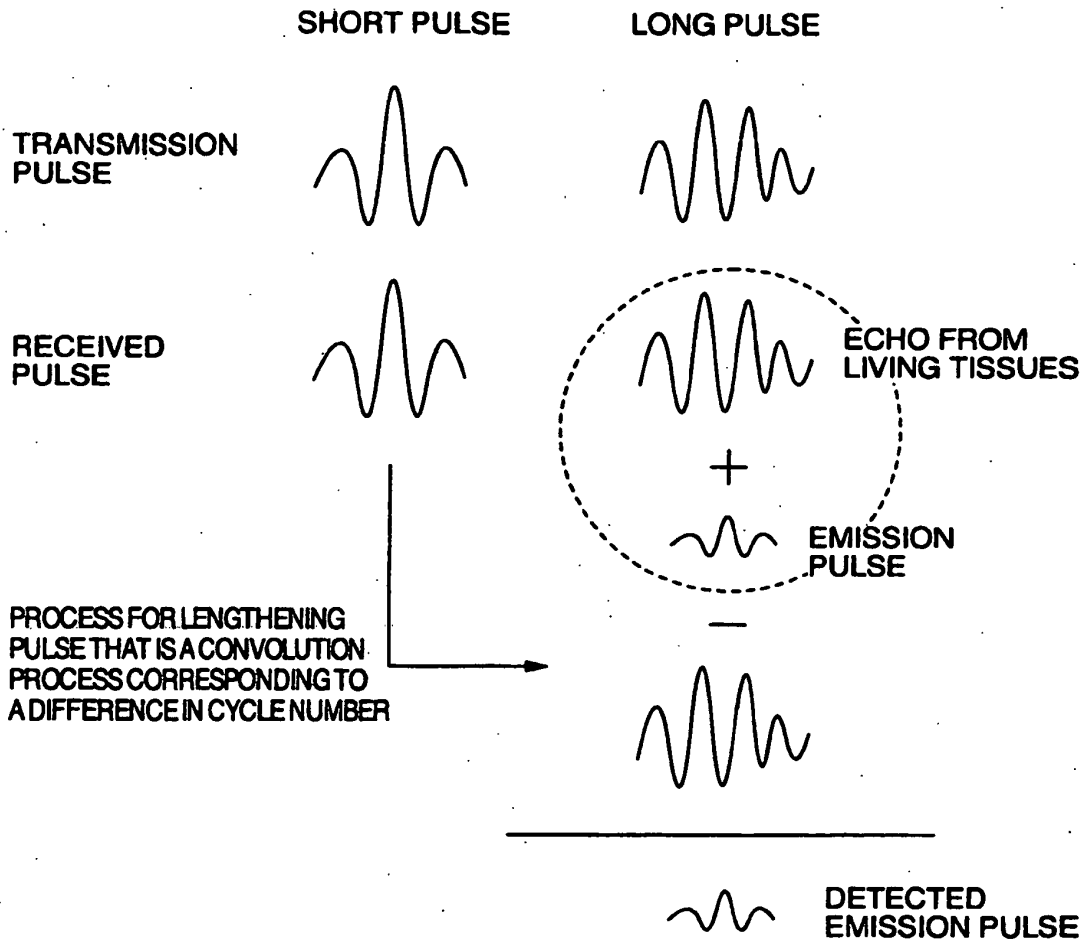 SHORT PULSE
LONG PULSE
TRANSMISSION
PULSE
RECEIVED
PULSE
ECHO FROM
LIVING TISSUES
+
EMISSION
PULSE
−
PROCESS FOR LENGTHENING
PULSE THAT IS A CONVOLUTION
PROCESS CORRESPONDING TO
A DIFFERENCE IN CYCLE NUMBER
DETECTED
EMISSION PULSE